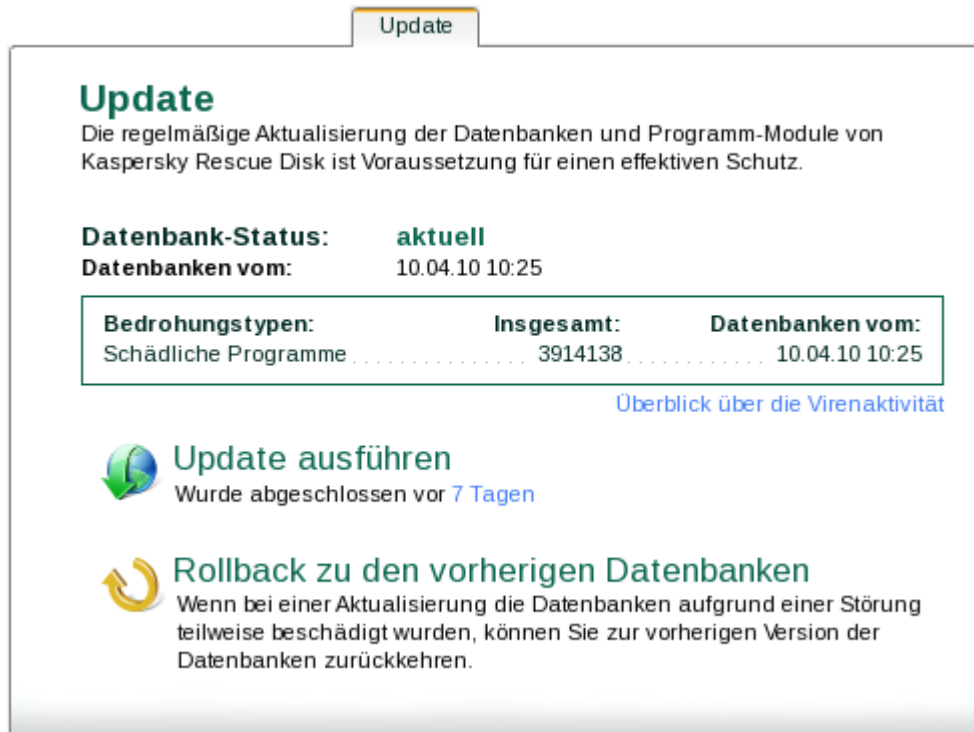 Update
Update
Die regelmäßige Aktualisierung der Datenbanken und Programm-Module von
Kaspersky Rescue Disk ist Voraussetzung für einen effektiven Schutz.
Datenbank-Status: aktuell
Datenbanken vom: 10.04.10 10:25
Bedrohungstypen: Insgesamt: Datenbanken vom:
Schädliche Programme 3914138 10.04.10 10:25
Überblick über die Virenaktivität
Update ausführen
Wurde abgeschlossen vor 7 Tagen
Rollback zu den vorherigen Datenbanken
Wenn bei einer Aktualisierung die Datenbanken aufgrund einer Störung
teilweise beschädigt wurden, können Sie zur vorherigen Version der
Datenbanken zurückkehren.